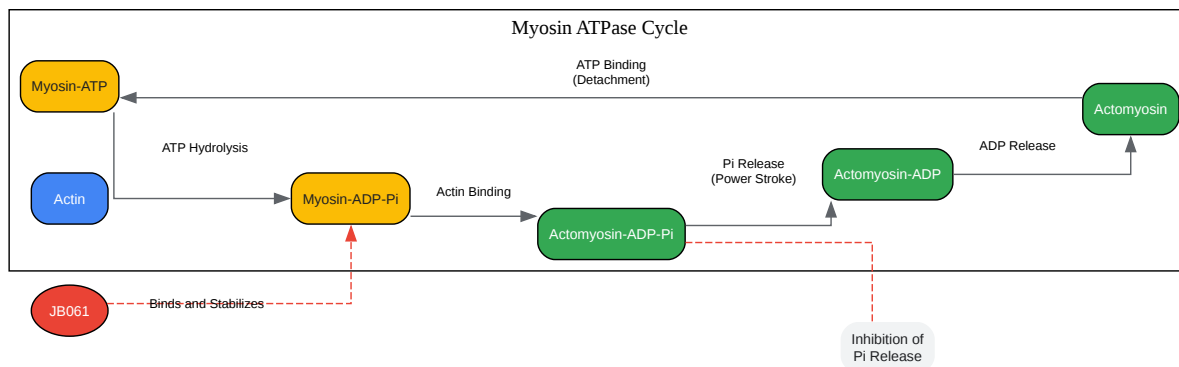 Myosin ATPase Cycle
ATP Binding
(Detachment)
Myosin-ATP
Actomyosin
ATP Hydrolysis
ADP Release
Pi Release
(Power Stroke)
Actomyosin-ADP
Actin
Myosin-ADP-Pi
Actin Binding
Actomyosin-ADP-Pi
JB061
Binds and Stabilizes
Inhibition of
Pi Release